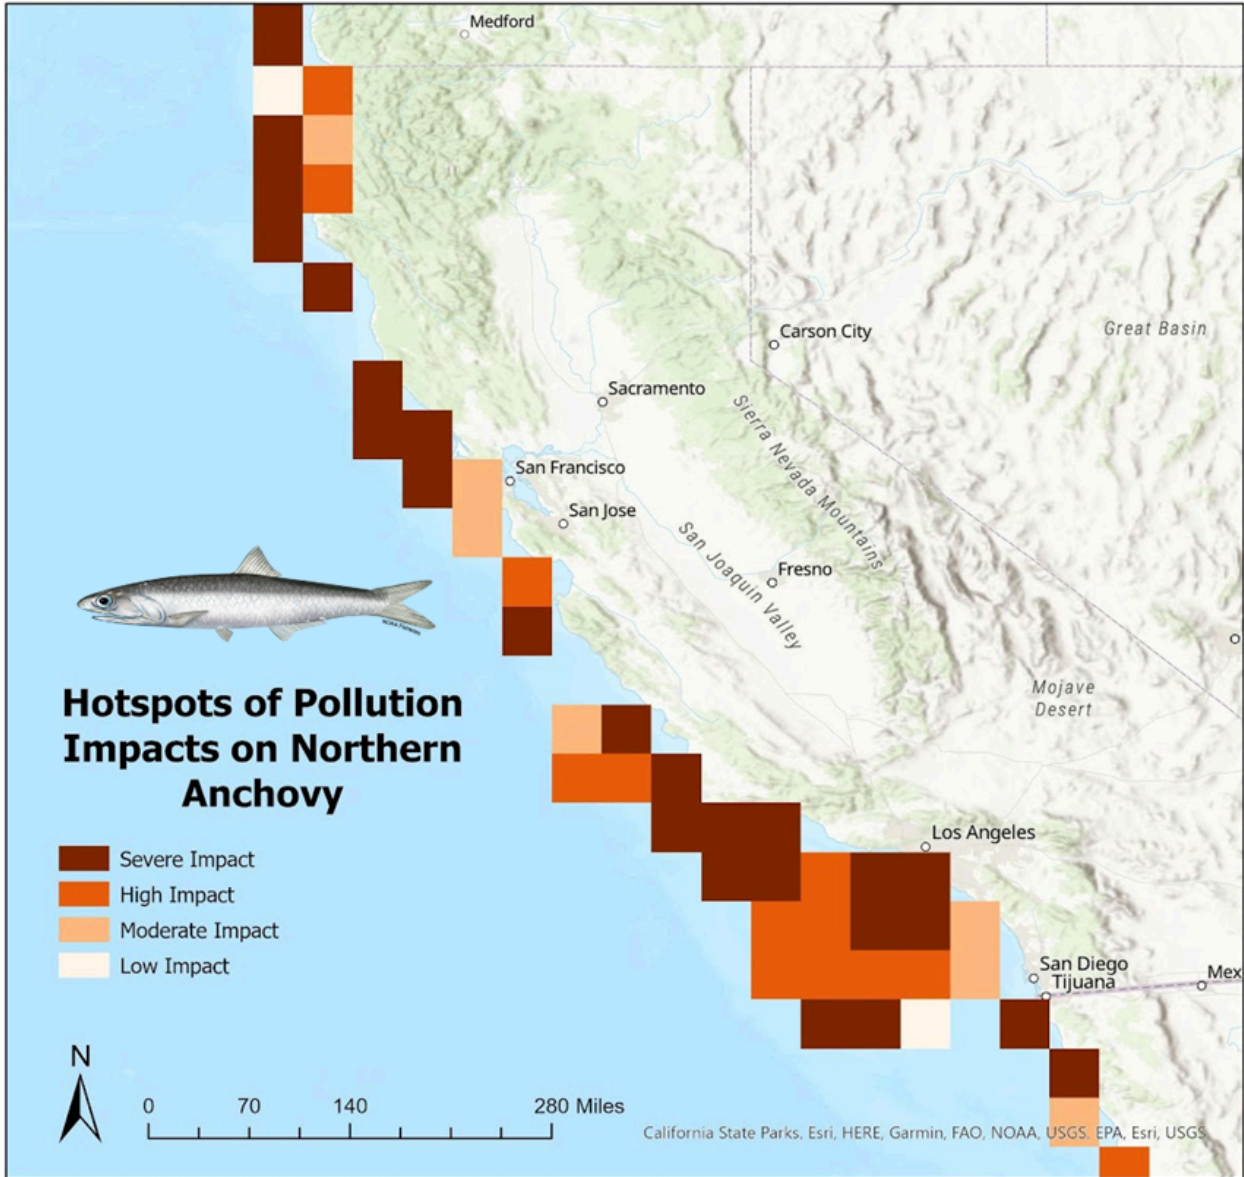 Medford
Carson City
Great Basin
Sacramento
Sierra Nevada Mountains
San Francisco
San Jose
San Joaquin Valley
Fresno
NOAA Fisheries
Hotspots of Pollution
Impacts on Northern
Anchovy
Mojave
Desert
Los Angeles
Severe Impact
High Impact
Moderate Impact
Low Impact
San Diego
Tijuana
Mex
N
0 70 140 280 Miles
California State Parks, Esri, HERE, Garmin, FAO, NOAA, USGS, EPA, Esri, USGS